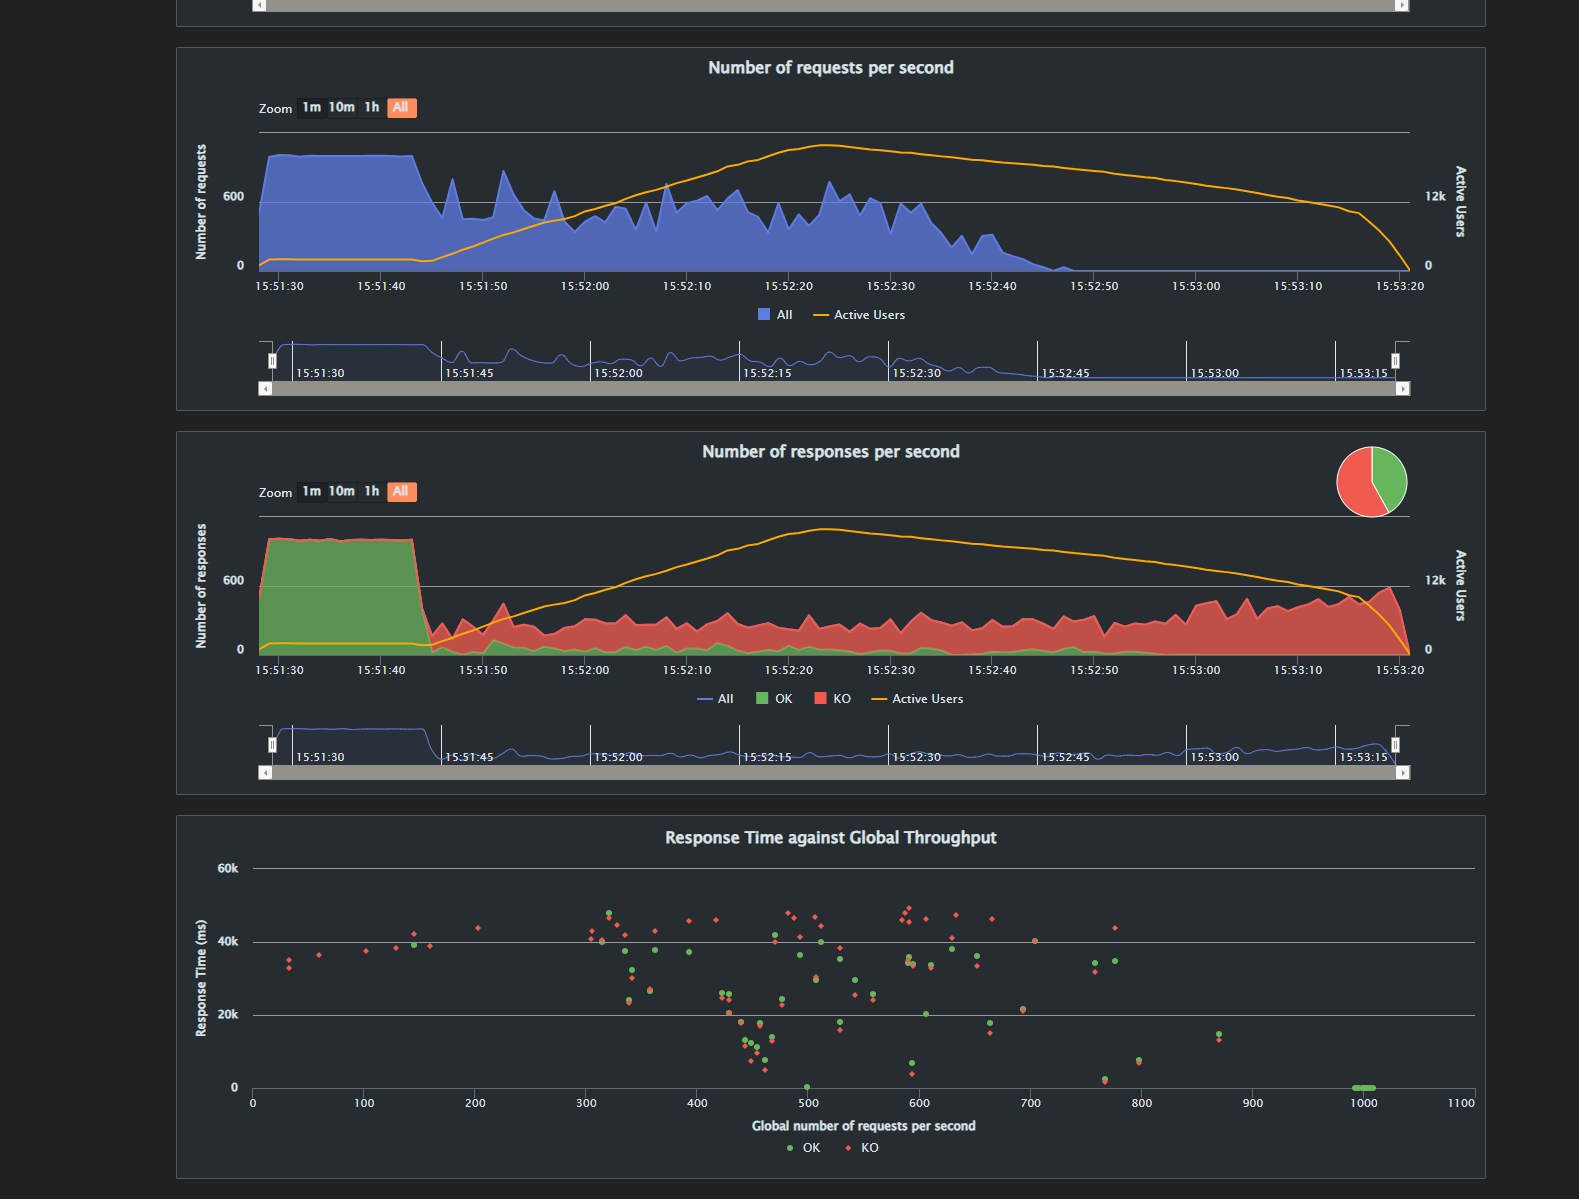 Number of requests per second
Zoom 1m 10m 1h All
Number of requests
600
0
12k
0
Active Users
15:51:30 15:51:40 15:51:50 15:52:00 15:52:10 15:52:20 15:52:30 15:52:40 15:52:50 15:53:00 15:53:10 15:53:20
All Active Users
15:51:30 15:51:45 15:52:00 15:52:15 15:52:30 15:52:45 15:53:00 15:53:15
Number of responses per second
Zoom 1m 10m 1h All
Number of responses
600
0
12k
0
Active Users
15:51:30 15:51:40 15:51:50 15:52:00 15:52:10 15:52:20 15:52:30 15:52:40 15:52:50 15:53:00 15:53:10 15:53:20
All OK KO Active Users
15:51:30 15:51:45 15:52:00 15:52:15 15:52:30 15:52:45 15:53:00 15:53:15
Response Time against Global Throughput
Response Time (ms)
60k
40k
20k
0
0 100 200 300 400 500 600 700 800 900 1000 1100
Global number of requests per second
OK KO